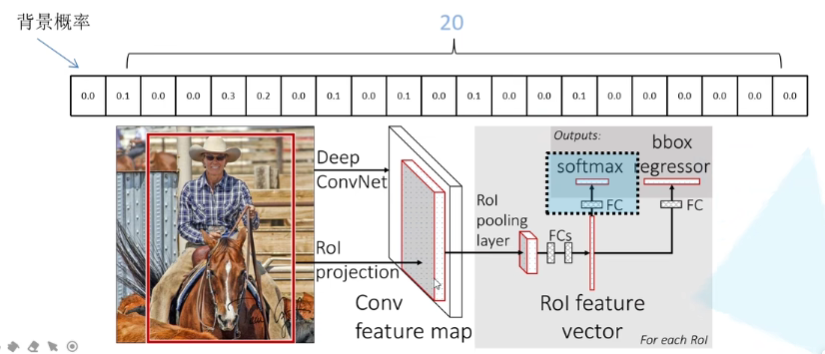 背景概率
20
0.0 0.1 0.0 0.0 0.3 0.2 0.0 0.1 0.0 0.1 0.0 0.1 0.0 0.0 0.1 0.0 0.0 0.0 0.0 0.0 0.0
Deep
ConvNet
RoI
projection
Conv
feature map
RoI
pooling
layer
FCs
RoI feature
vector
Outputs:
softmax
FC
bbox
regressor
FC
For each RoI